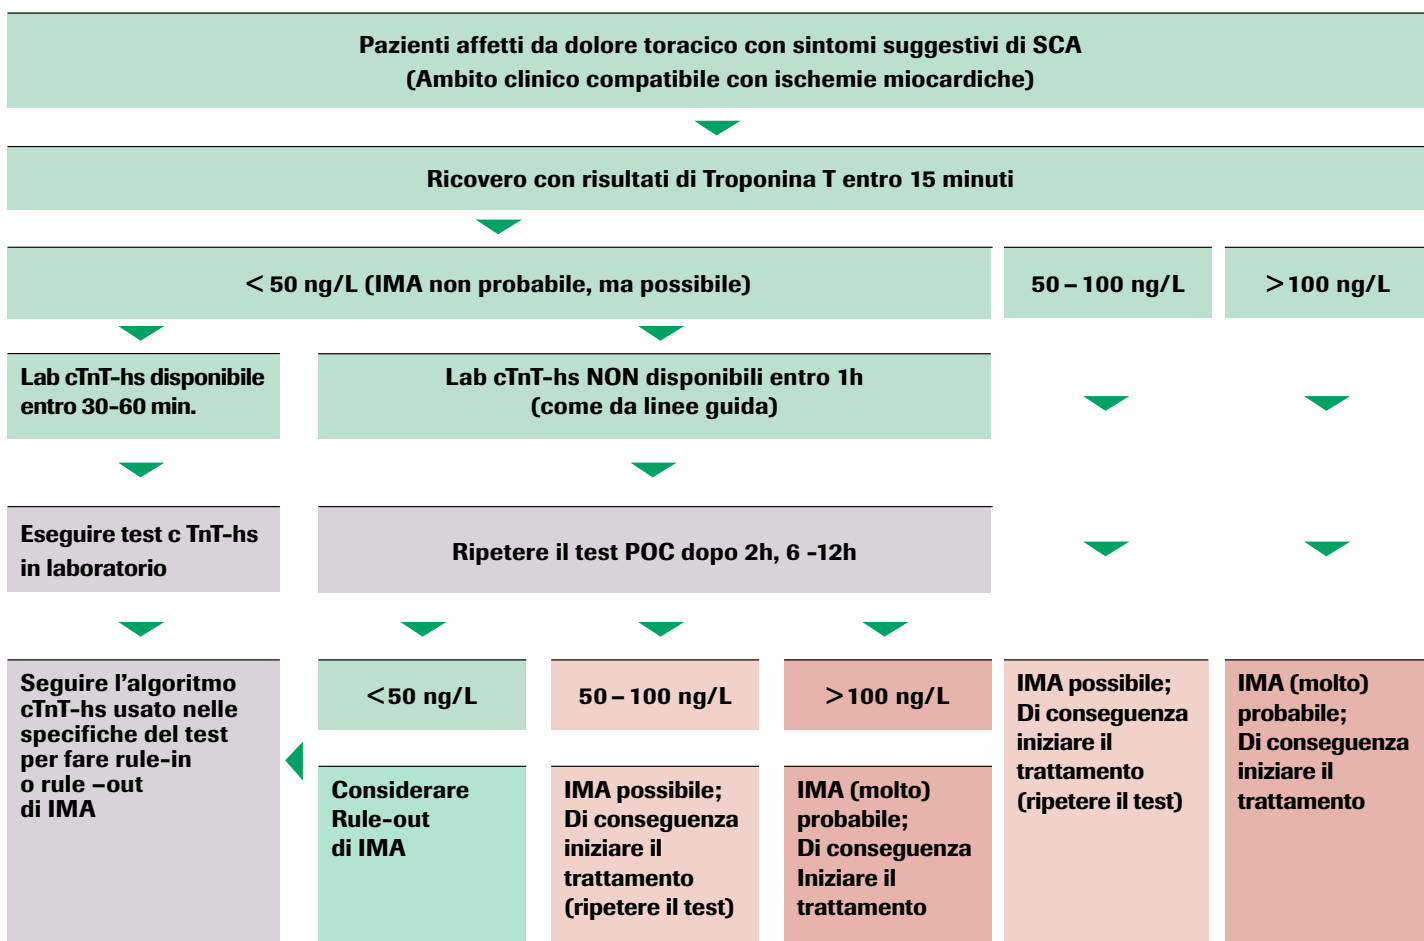 Pazienti affetti da dolore toracico con sintomi suggestivi di SCA
(Ambito clinico compatibile con ischemie miocardiche)
Ricovero con risultati di Troponina T entro 15 minuti
< 50 ng/L (IMA non probabile, ma possibile)
50 – 100 ng/L
> 100 ng/L
Lab cTnT-hs disponibile
entro 30-60 min.
Lab cTnT-hs NON disponibili entro 1h
(come da linee guida)
Eseguire test c TnT-hs
in laboratorio
Ripetere il test POC dopo 2h, 6 -12h
Seguire l’algoritmo
cTnT-hs usato nelle
specifiche del test
per fare rule-in
o rule –out
di IMA
<50 ng/L
50 – 100 ng/L
> 100 ng/L
Considerare
Rule-out
di IMA
IMA possibile;
Di conseguenza
iniziare il
trattamento
(ripetere il test)
IMA (molto)
probabile;
Di conseguenza
Iniziare il
trattamento
IMA possibile;
Di conseguenza
iniziare il
trattamento
(ripetere il test)
IMA (molto)
probabile;
Di conseguenza
iniziare il
trattamento